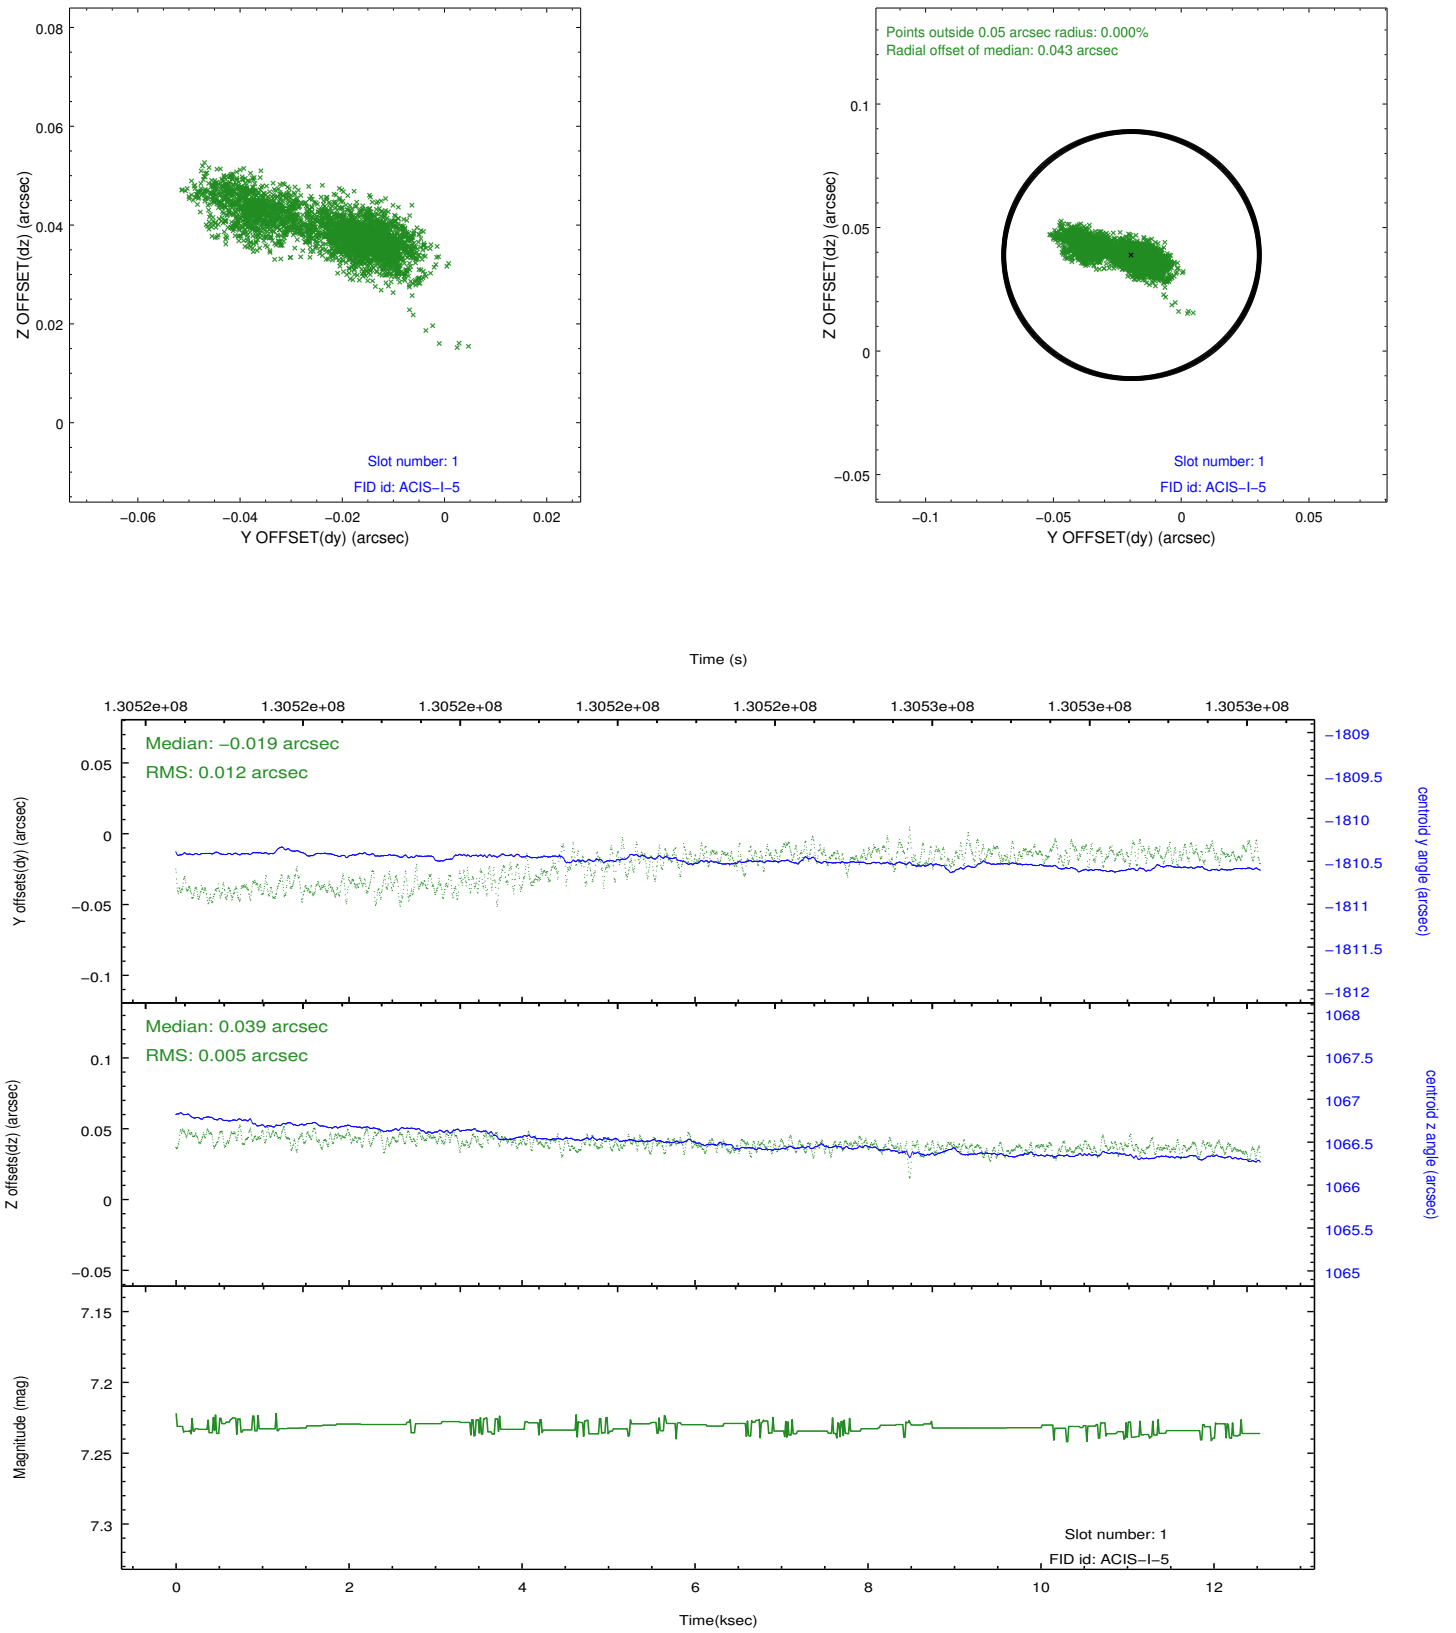 0.08
0.06
0.04
0.02
0
Z OFFSET(dz) (arcsec)
Slot number: 1
FID id: ACIS−I−5
−0.06 −0.04 −0.02 0 0.02
Y OFFSET(dy) (arcsec)
Points outside 0.05 arcsec radius: 0.000%
Radial offset of median: 0.043 arcsec
0.1
0.05
0
−0.05
Z OFFSET(dz) (arcsec)
Slot number: 1
FID id: ACIS−I−5
−0.1 −0.05 0 0.05
Y OFFSET(dy) (arcsec)
Time (s)
1.3052e+08 1.3052e+08 1.3052e+08 1.3052e+08 1.3052e+08 1.3053e+08 1.3053e+08 1.3053e+08
Median: −0.019 arcsec
RMS: 0.012 arcsec
0.05
0
−0.05
−0.1
Y offsets(dy) (arcsec)
−1809
−1809.5
−1810
−1810.5
−1811
−1811.5
−1812
centroid y angle (arcsec)
Median: 0.039 arcsec
RMS: 0.005 arcsec
0.1
0.05
0
−0.05
Z offsets(dz) (arcsec)
1068
1067.5
1067
1066.5
1066
1065.5
1065
centroid z angle (arcsec)
7.15
7.2
7.25
7.3
Magnitude (mag)
Slot number: 1
FID id: ACIS−I−5
0 2 4 6 8 10 12
Time(ksec)